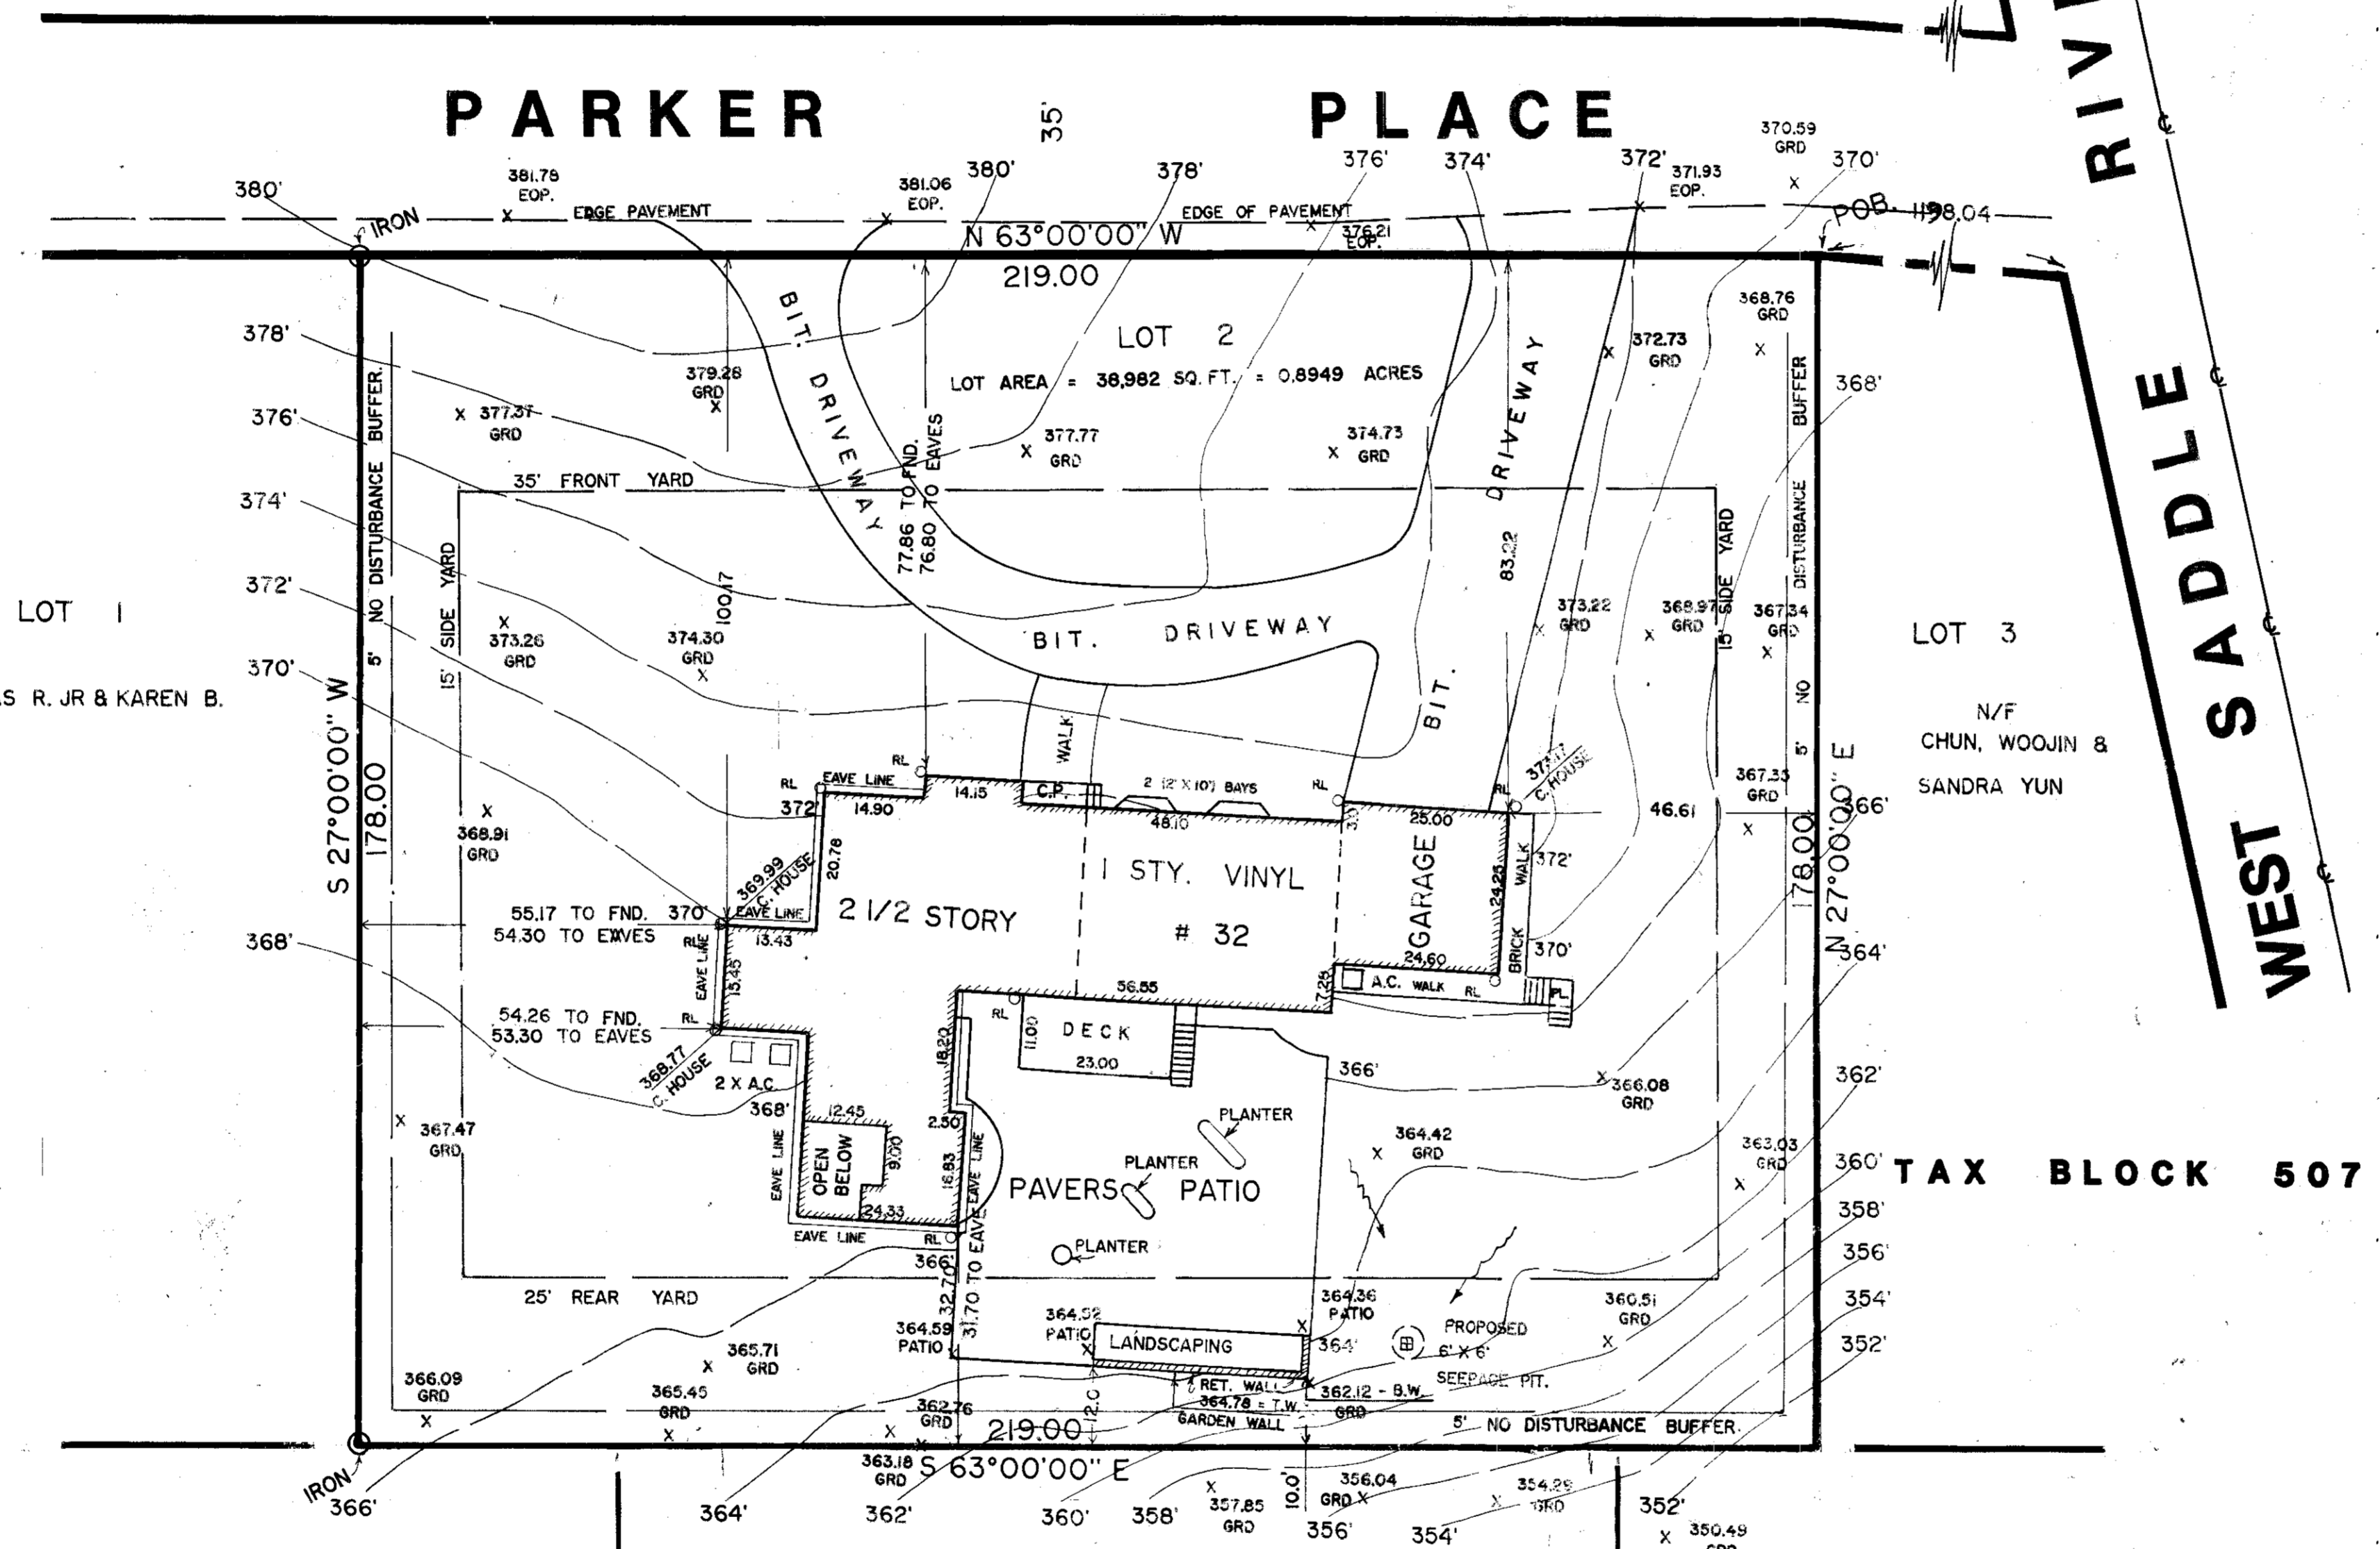 PARKER PLACE
35'
WEST SADDLE RIV
380'
IRON
381.78
EOP.
EDGE PAVEMENT
381.06
EOP.
380'
378'
376'
374'
372'
371.93
EOP.
370.59
GRD
370'
EDGE OF PAVEMENT
376.21
EOP.
POB.
1198.04
N 63°00'00" W
219.00
LOT 2
LOT AREA = 38,982 SQ. FT. = 0.8949 ACRES
BIT. DRIVEWAY
BIT. DRIVEWAY
BIT. DRIVEWAY
378'
376'
374'
372'
370'
368'
379.28
GRD
377.37
GRD
377.77
GRD
374.73
GRD
372.73
GRD
368.76
GRD
368'
5' NO DISTURBANCE BUFFER.
35' FRONT YARD
15' SIDE YARD
77.86 TO FND.
76.80 TO EAVES
100.17
83.22
15' SIDE YARD
5' NO DISTURBANCE BUFFER
LOT 1
S R. JR & KAREN B.
S 27°00'00" W
178.00
373.26
GRD
374.30
GRD
373.22
GRD
368.97
GRD
367.34
GRD
LOT 3
N/F
CHUN, WOOJIN &
SANDRA YUN
N 27°00'00" E
178.00
367.33
GRD
366'
46.61
368.91
GRD
WALK
RL
EAVE LINE
RL
372'
14.90
14.15
C.P.
2 (2' X 10') BAYS
RL
48.10
3.0
25.00
RL
C. HOUSE
20.78
369.99
C. HOUSE
EAVE LINE
13.43
370'
55.17 TO FND.
54.30 TO EAVES
RL
EAVE LINE
15.45
2 1/2 STORY
1 STY. VINYL
# 32
GARAGE
24.25
BRICK WALK
372'
370'
24.60
A.C. WALK RL
PL
7.25
56.55
54.26 TO FND.
53.30 TO EAVES
RL
368.77
C. HOUSE
2 X A.C.
368'
RL
11.00
DECK
23.00
18.20
12.45
2.50
OPEN
BELOW
9.00
16.83
24.33
EAVE LINE
EAVE LINE
RL
366'
366'
366.08
GRD
364'
362'
360'
358'
356'
354'
352'
363.03
GRD
364.42
GRD
367.47
GRD
PLANTER
PLANTER
PAVERS PATIO
PLANTER
TAX BLOCK 507
25' REAR YARD
32.70
31.70 TO EAVE EAVE LINE
364.59
PATIO
364.52
PATIO
LANDSCAPING
364.36
PATIO
364'
PROPOSED
6' X 6'
SEEPAGE PIT.
360.51
GRD
365.71
GRD
366.09
GRD
365.45
GRD
362.76
GRD
12.0
RET. WALL
364.78 = T.W.
GARDEN WALL
362.12 - B.W.
GRD
5' NO DISTURBANCE BUFFER.
219.00
S 63°00'00" E
363.18
GRD
IRON
366'
364'
362'
360'
358'
357.85
GRD
10.0'
356.04
GRD
356'
354'
354.29
GRD
352'
350.49
GRD